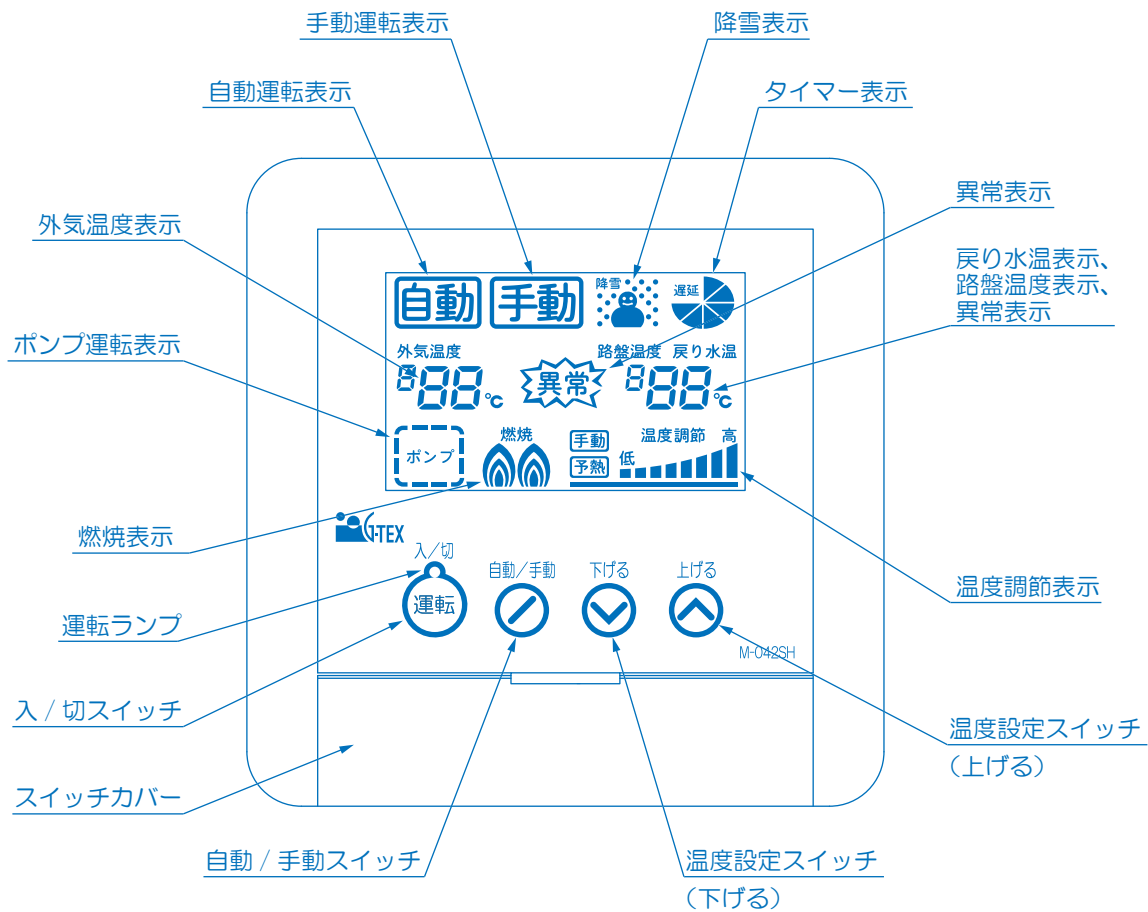 手動運転表示
降雪表示
自動運転表示
タイマー表示
異常表示
外気温度表示
戻り水温表示、
路盤温度表示、
異常表示
ポンプ運転表示
自動
手動
降雪
遅延
外気温度
路盤温度 戻り水温
888℃
異常
888℃
ポンプ
燃焼
手動
温度調節 高
予熱
低
燃焼表示
G-TEX
入/切
自動/手動
下げる
上げる
運転
温度調節表示
運転ランプ
M-042SH
入/切スイッチ
温度設定スイッチ
(上げる)
スイッチカバー
自動/手動スイッチ
温度設定スイッチ
(下げる)